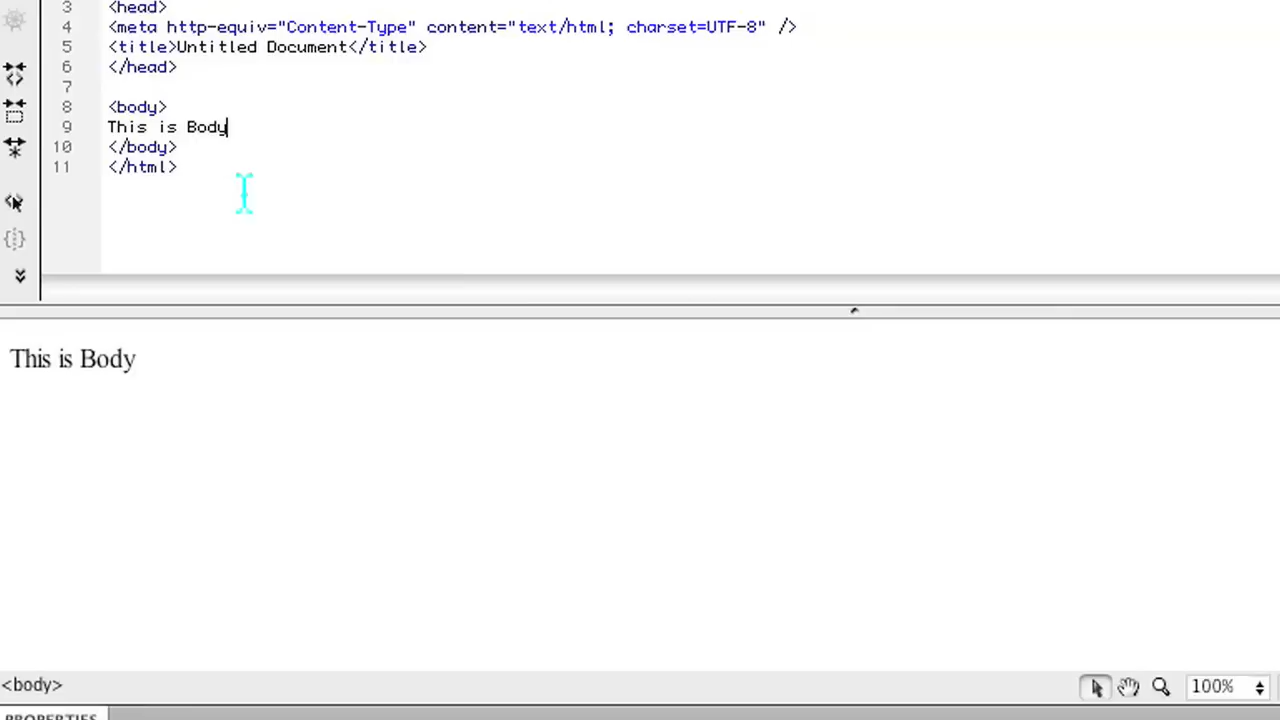 3 <head>
4 <meta http-equiv="Content-Type" content="text/html; charset=UTF-8" />
5 <title>Untitled Document</title>
6 </head>
7
8 <body>
9 This is Body
10 </body>
11 </html>
This is Body
<body> 100%
PROPERTIES